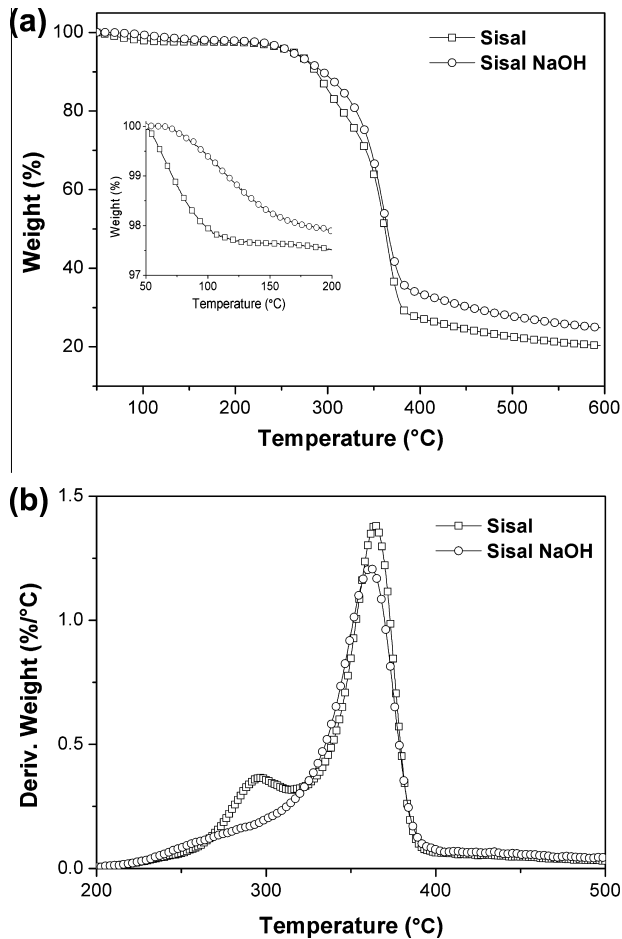 (a)
100
80
60
40
20
Weight (%)
Sisal
Sisal NaOH
100
99
98
97
Weight (%)
50 100 150 200
Temperature (°C)
100 200 300 400 500 600
Temperature (°C)
(b)
1.5
1.0
0.5
0.0
Deriv. Weight (%/°C)
Sisal
Sisal NaOH
200 300 400 500
Temperature (°C)